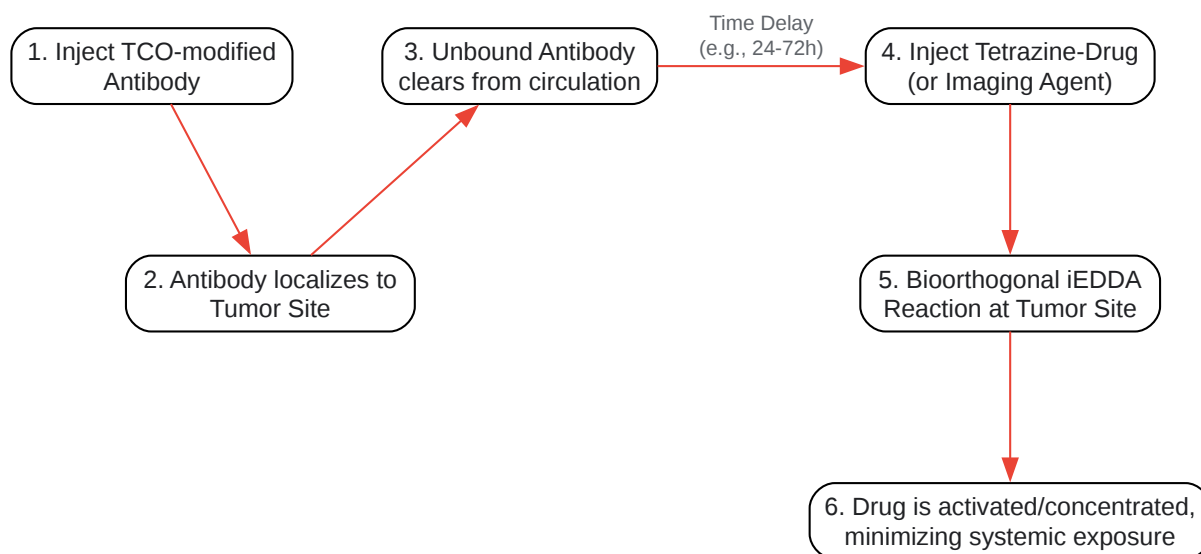 1. Inject TCO-modified
Antibody
2. Antibody localizes to
Tumor Site
3. Unbound Antibody
clears from circulation
Time Delay
(e.g., 24-72h)
4. Inject Tetrazine-Drug
(or Imaging Agent)
5. Bioorthogonal iEDDA
Reaction at Tumor Site
6. Drug is activated/concentrated,
minimizing systemic exposure